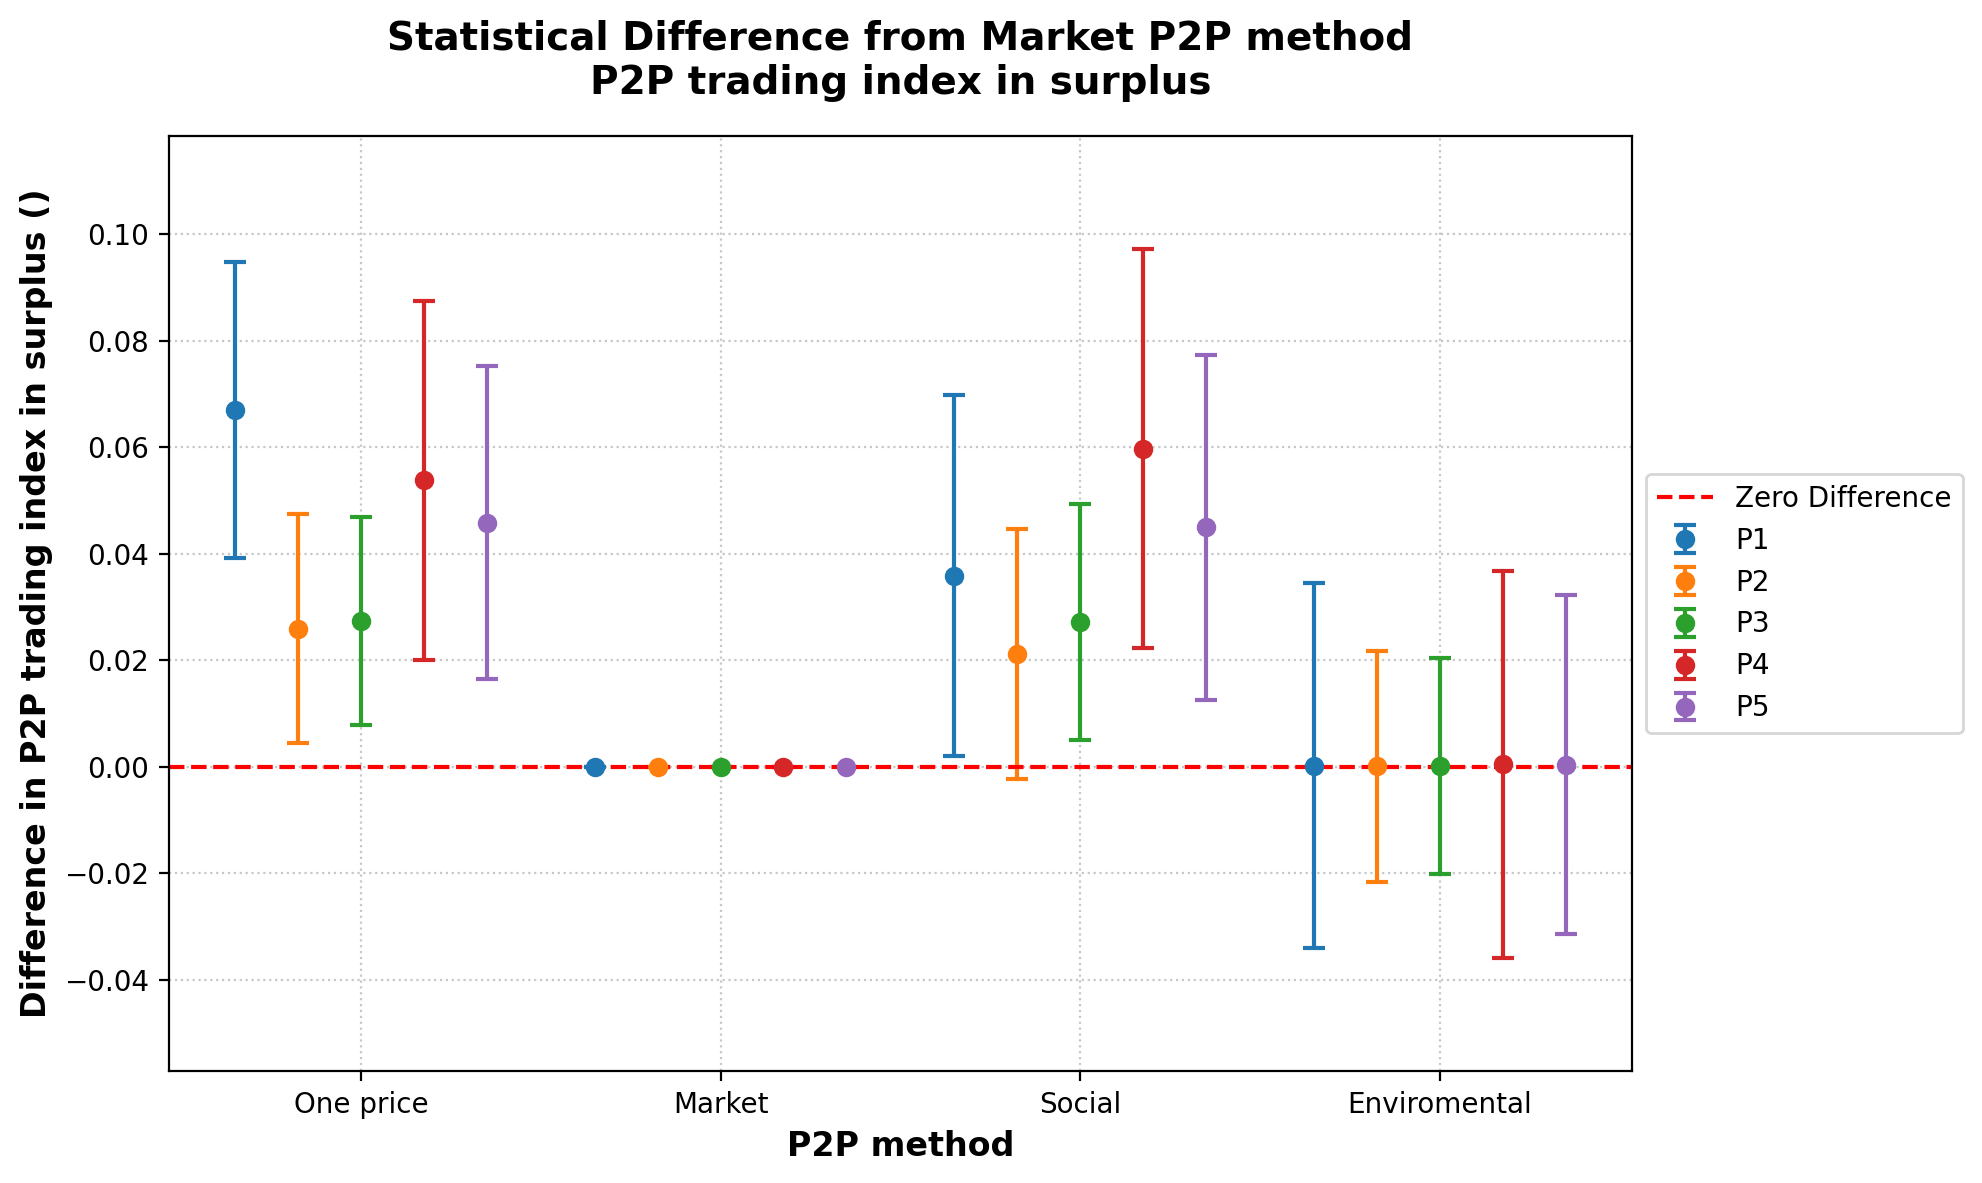 Statistical Difference from Market P2P method
P2P trading index in surplus
Difference in P2P trading index in surplus ()
0.10
0.08
0.06
0.04
0.02
0.00
−0.02
−0.04
One price
Market
Social
Enviromental
P2P method
Zero Difference
P1
P2
P3
P4
P5